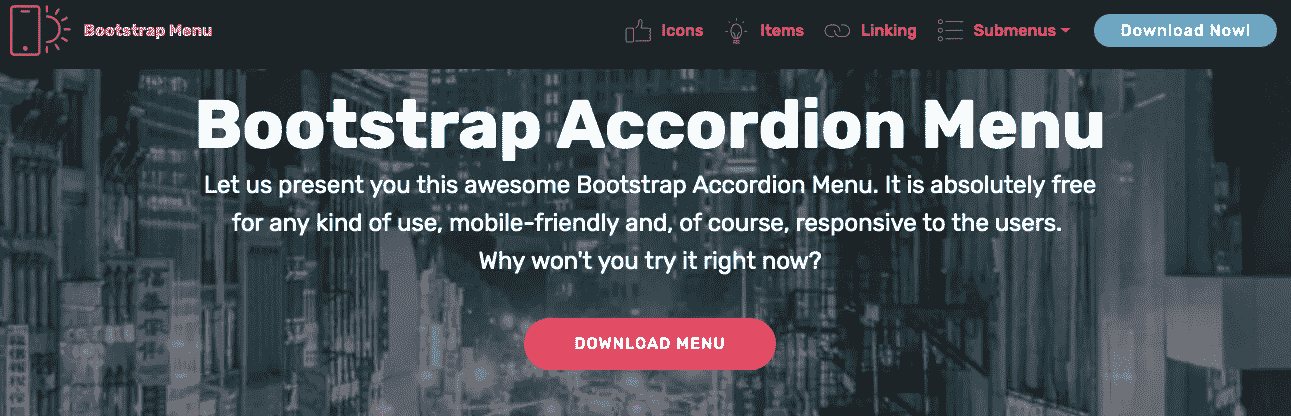 Bootstrap Menu
Icons
Items
Linking
Submenus
Download Now!
Bootstrap Accordion Menu
Let us present you this awesome Bootstrap Accordion Menu. It is absolutely free
for any kind of use, mobile-friendly and, of course, responsive to the users.
Why won't you try it right now?
DOWNLOAD MENU